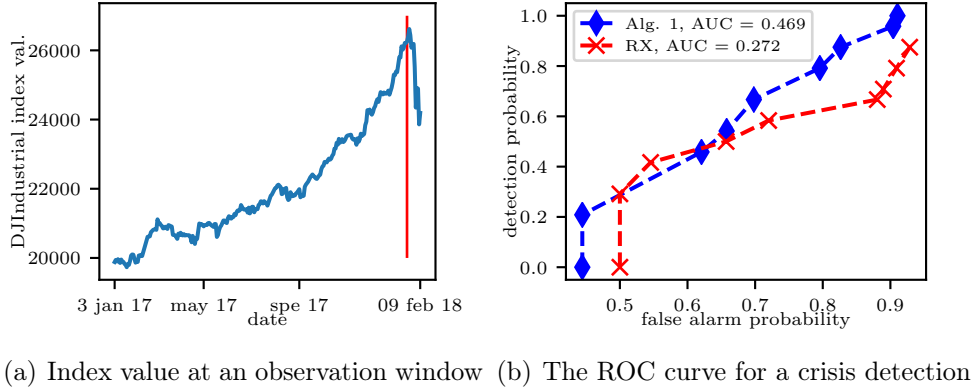 DJIndustrial index val.
26000
24000
22000
20000
3 jan 17 may 17 spe 17 09 feb 18
date
detection probability
1.0
0.8
0.6
0.4
0.2
0.0
Alg. 1, AUC = 0.469
RX, AUC = 0.272
0.5 0.6 0.7 0.8 0.9
false alarm probability
(a) Index value at an observation window
(b) The ROC curve for a crisis detection